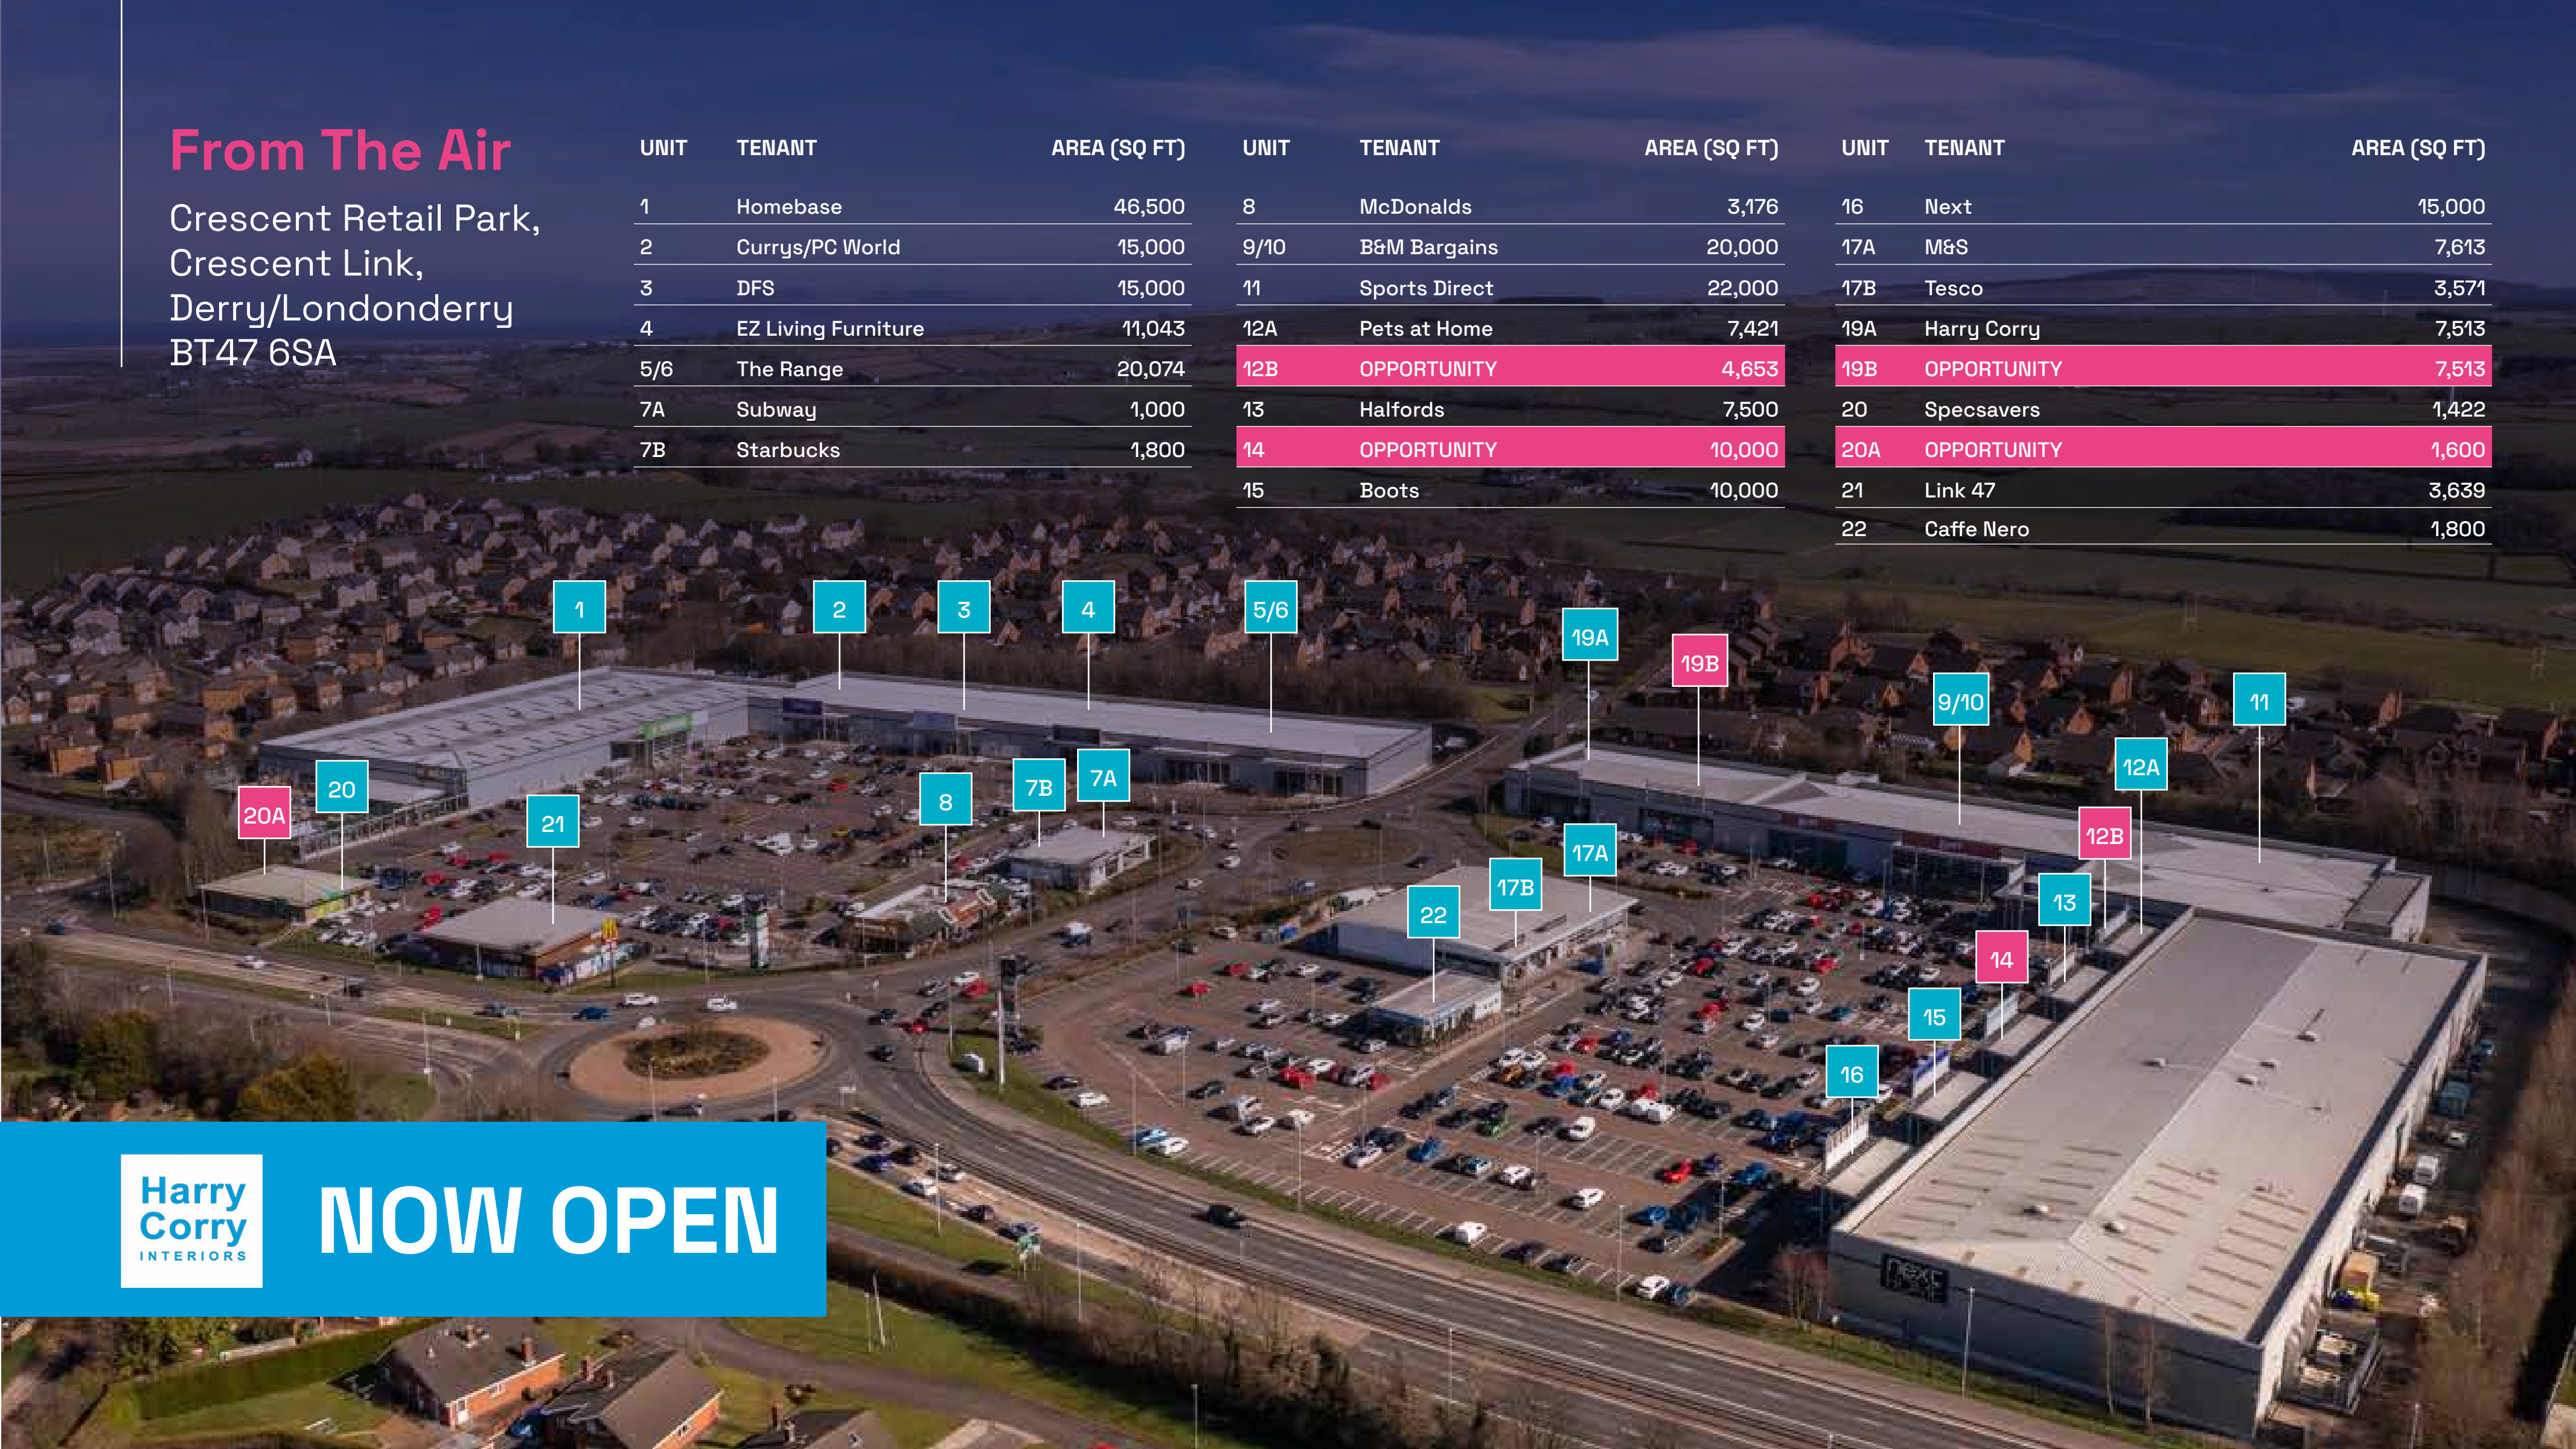 From The Air
Crescent Retail Park,
Crescent Link,
Derry/Londonderry
BT47 6SA
UNIT TENANT AREA (SQ FT)
1 Homebase 46,500
2 Currys/PC World 15,000
3 DFS 15,000
4 EZ Living Furniture 11,043
5/6 The Range 20,074
7A Subway 1,000
7B Starbucks 1,800
UNIT TENANT AREA (SQ FT)
8 McDonalds 3,176
9/10 B&M Bargains 20,000
11 Sports Direct 22,000
12A Pets at Home 7,421
12B OPPORTUNITY 4,653
13 Halfords 7,500
14 OPPORTUNITY 10,000
15 Boots 10,000
UNIT TENANT AREA (SQ FT)
16 Next 15,000
17A M&S 7,613
17B Tesco 3,571
19A Harry Corry 7,513
19B OPPORTUNITY 7,513
20 Specsavers 1,422
20A OPPORTUNITY 1,600
21 Link 47 3,639
22 Caffe Nero 1,800
1
2
3
4
5/6
19A
19B
9/10
11
12A
20A
20
21
8
7B
7A
12B
17A
17B
22
13
14
15
16
next
Harry
Corry
INTERIORS
NOW OPEN